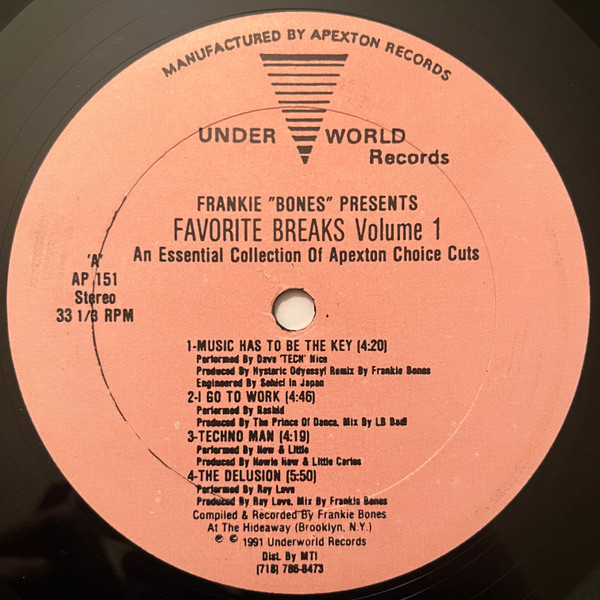 MANUFACTURED BY APEXTON RECORDS
UNDER WORLD
Records
FRANKIE "BONES" PRESENTS
FAVORITE BREAKS Volume 1
An Essential Collection Of Apexton Choice Cuts
'A'
AP 151
Stereo
33 1/3 RPM
1-MUSIC HAS TO BE THE KEY (4:20)
Performed By Dave 'TECH' Nice
Produced By Hysteric Odyessy! Remix By Frankie Bones
Engineered By Sohici In Japan
2-I GO TO WORK (4:46)
Performed By Rashid
Produced By The Prince Of Dance, Mix By LB Bad!
3-TECHNO MAN (4:19)
Performed By How & Little
Produced By Howie How & Little Carlos
4-THE DELUSION (5:50)
Performed By Ray Love
Produced By Ray Love, Mix By Frankie Bones
Compiled & Recorded By Frankie Bones
At The Hideaway (Brooklyn, N.Y.)
℗ © 1991 Underworld Records
Dist. By MTI
(718) 786-8473